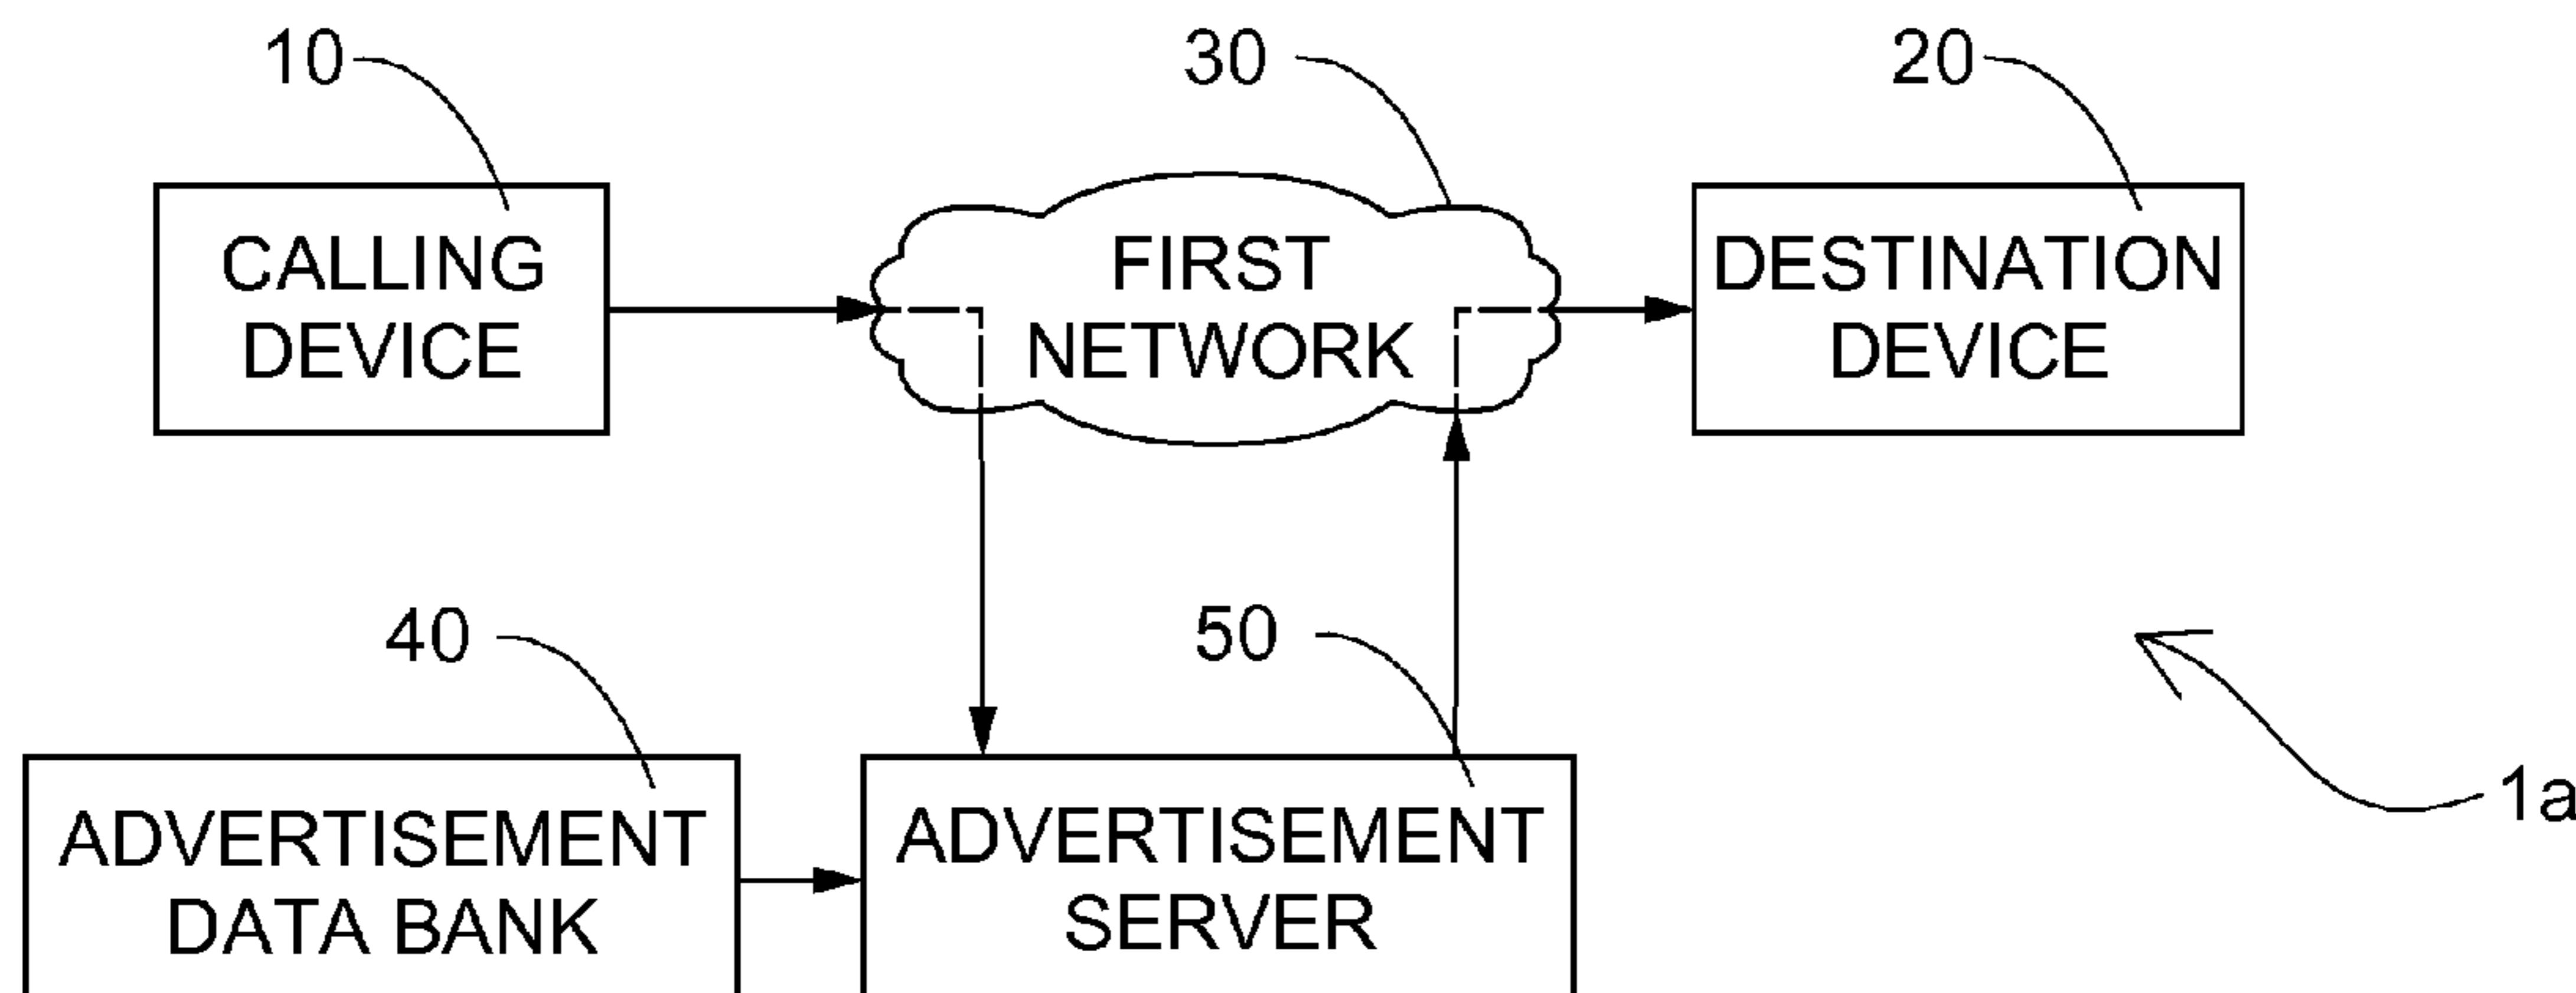 10
30
20
CALLING
DEVICE
FIRST
NETWORK
DESTINATION
DEVICE
40
50
1a
ADVERTISEMENT
DATA BANK
ADVERTISEMENT
SERVER